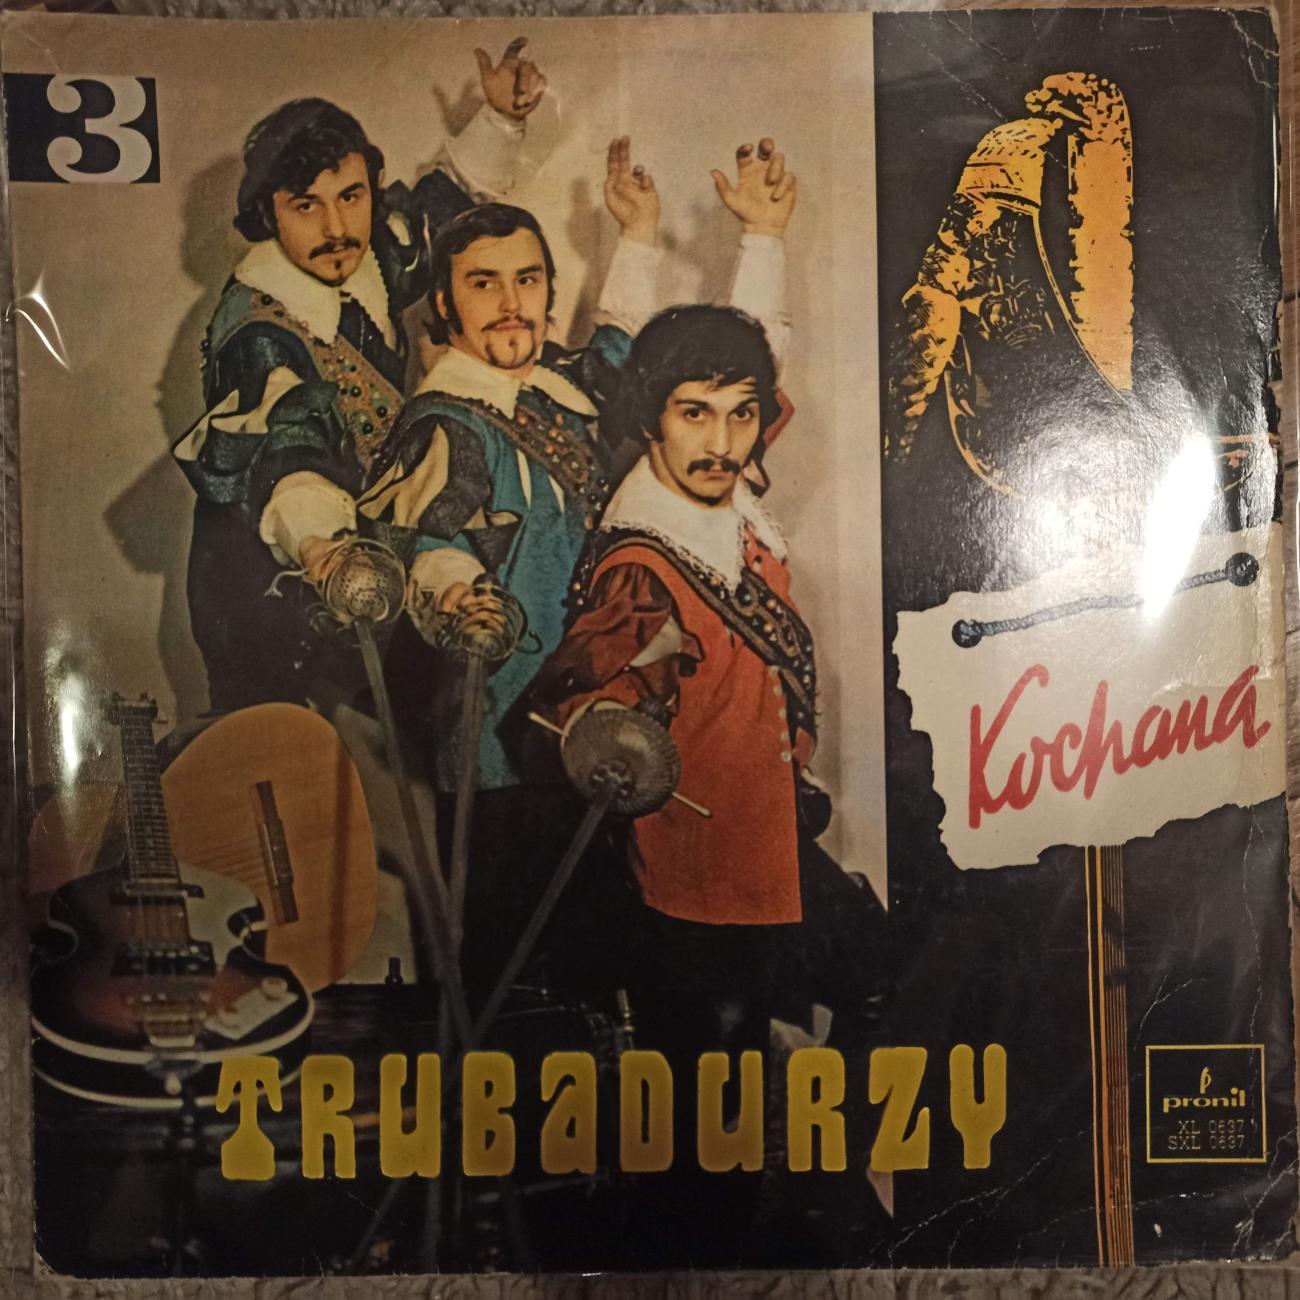 3
Kochana
TRUBADURZY
pronit
XL 0637
SXL 0637